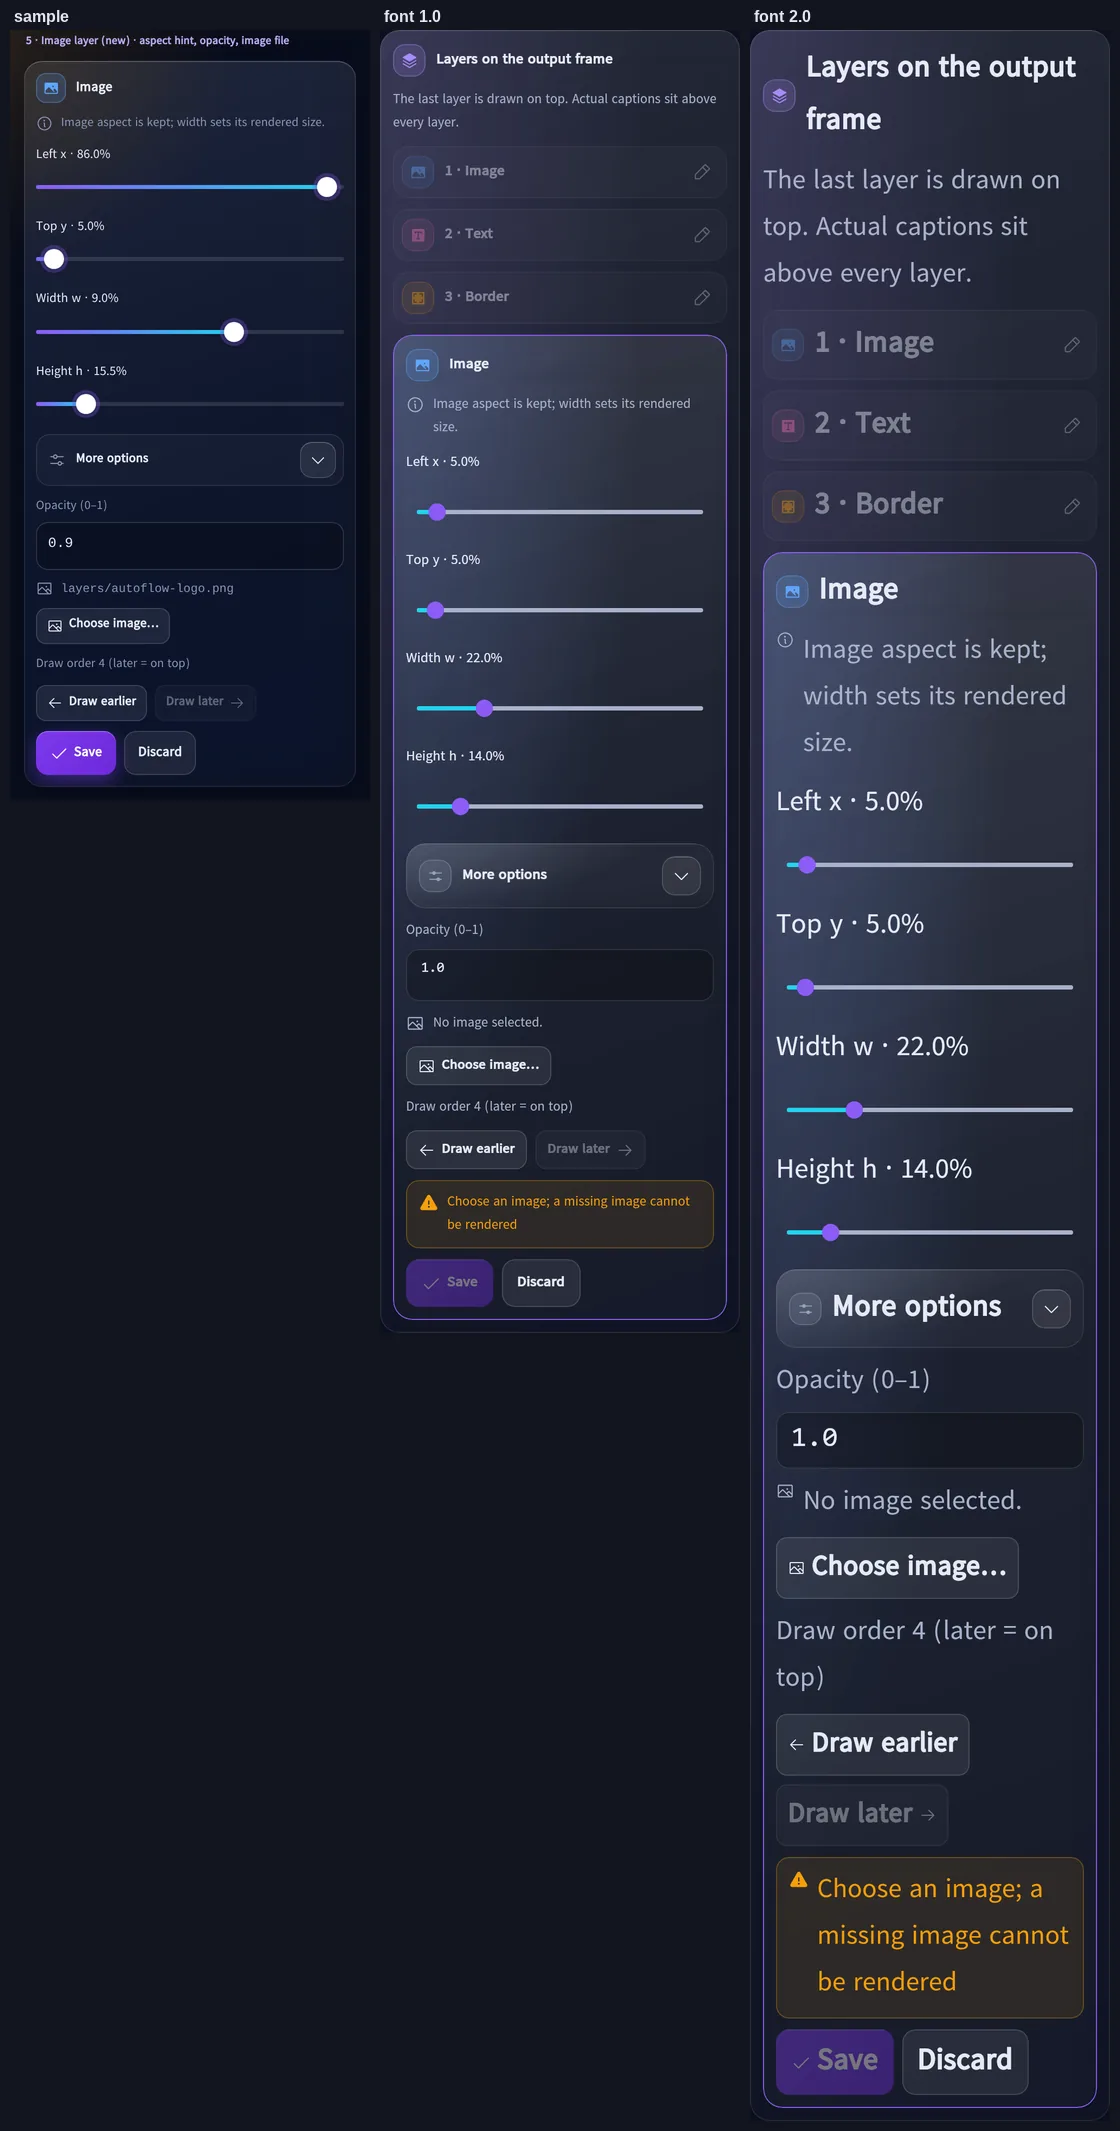 sample
5 · Image layer (new) · aspect hint, opacity, image file
Image
Image aspect is kept; width sets its rendered size.
Left x · 86.0%
Top y · 5.0%
Width w · 9.0%
Height h · 15.5%
More options
Opacity (0–1)
0.9
layers/autoflow-logo.png
Choose image...
Draw order 4 (later = on top)
Draw earlier
Draw later
Save
Discard
font 1.0
Layers on the output frame
The last layer is drawn on top. Actual captions sit above
every layer.
1 · Image
2 · Text
3 · Border
Image
Image aspect is kept; width sets its rendered
size.
Left x · 5.0%
Top y · 5.0%
Width w · 22.0%
Height h · 14.0%
More options
Opacity (0–1)
1.0
No image selected.
Choose image...
Draw order 4 (later = on top)
Draw earlier
Draw later
Choose an image; a missing image cannot
be rendered
Save
Discard
font 2.0
Layers on the output
frame
The last layer is drawn on
top. Actual captions sit
above every layer.
1 · Image
2 · Text
3 · Border
Image
Image aspect is kept;
width sets its rendered
size.
Left x · 5.0%
Top y · 5.0%
Width w · 22.0%
Height h · 14.0%
More options
Opacity (0–1)
1.0
No image selected.
Choose image...
Draw order 4 (later = on
top)
Draw earlier
Draw later
Choose an image; a
missing image cannot
be rendered
Save
Discard